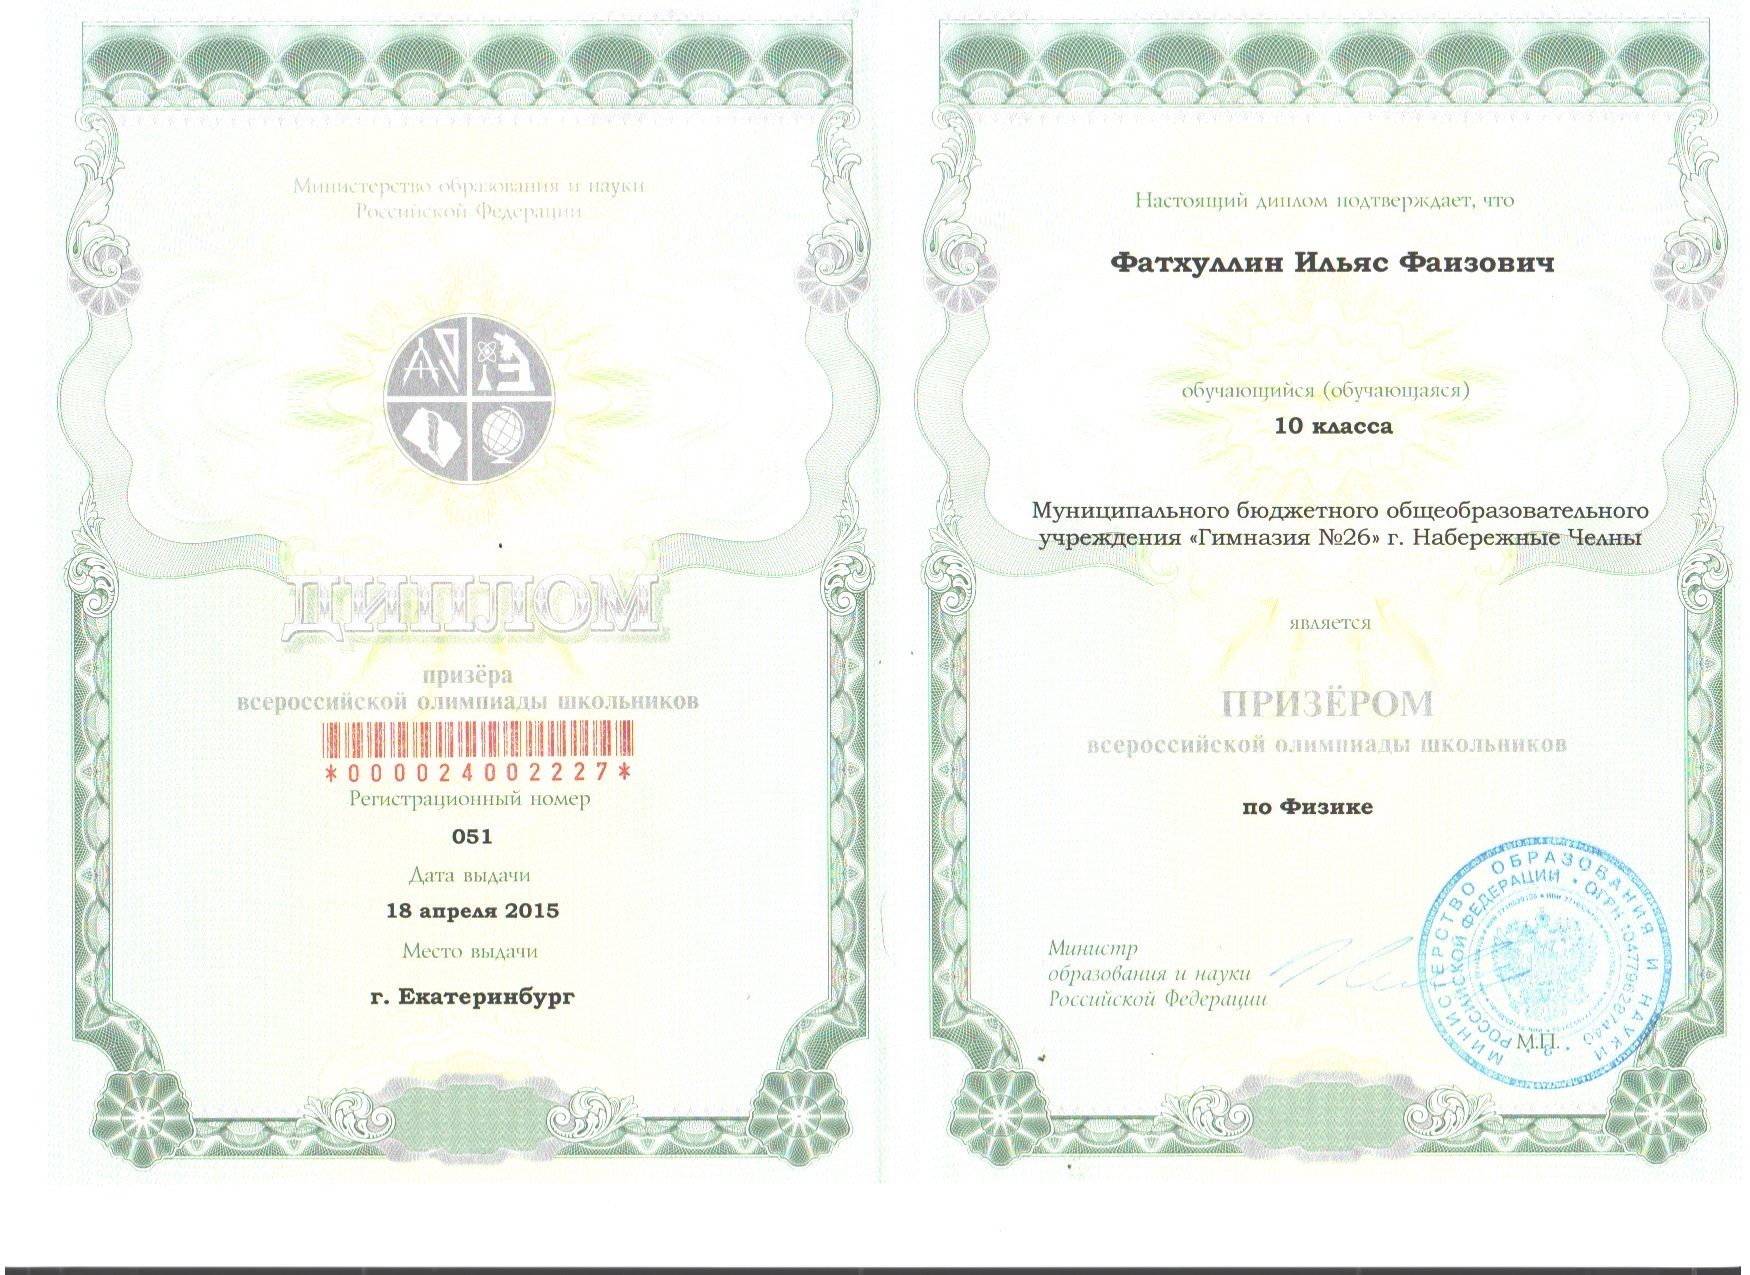 Министерство образования и науки
Российской Федерации
ДИПЛОМ
призёра
всероссийской олимпиады школьников
*000024002227*
Регистрационный номер
051
Дата выдачи
18 апреля 2015
Место выдачи
г. Екатеринбург
Настоящий диплом подтверждает, что
Фатхуллин Ильяс Фаизович
обучающийся (обучающаяся)
10 класса
Муниципального бюджетного общеобразовательного
учреждения «Гимназия №26» г. Набережные Челны
является
ПРИЗЁРОМ
всероссийской олимпиады школьников
по Физике
Министр
образования и науки
Российской Федерации
М.П.
МИНИСТЕРСТВО ОБРАЗОВАНИЯ И НАУКИ
РОССИЙСКОЙ ФЕДЕРАЦИИ • ОГРН 1047796287440